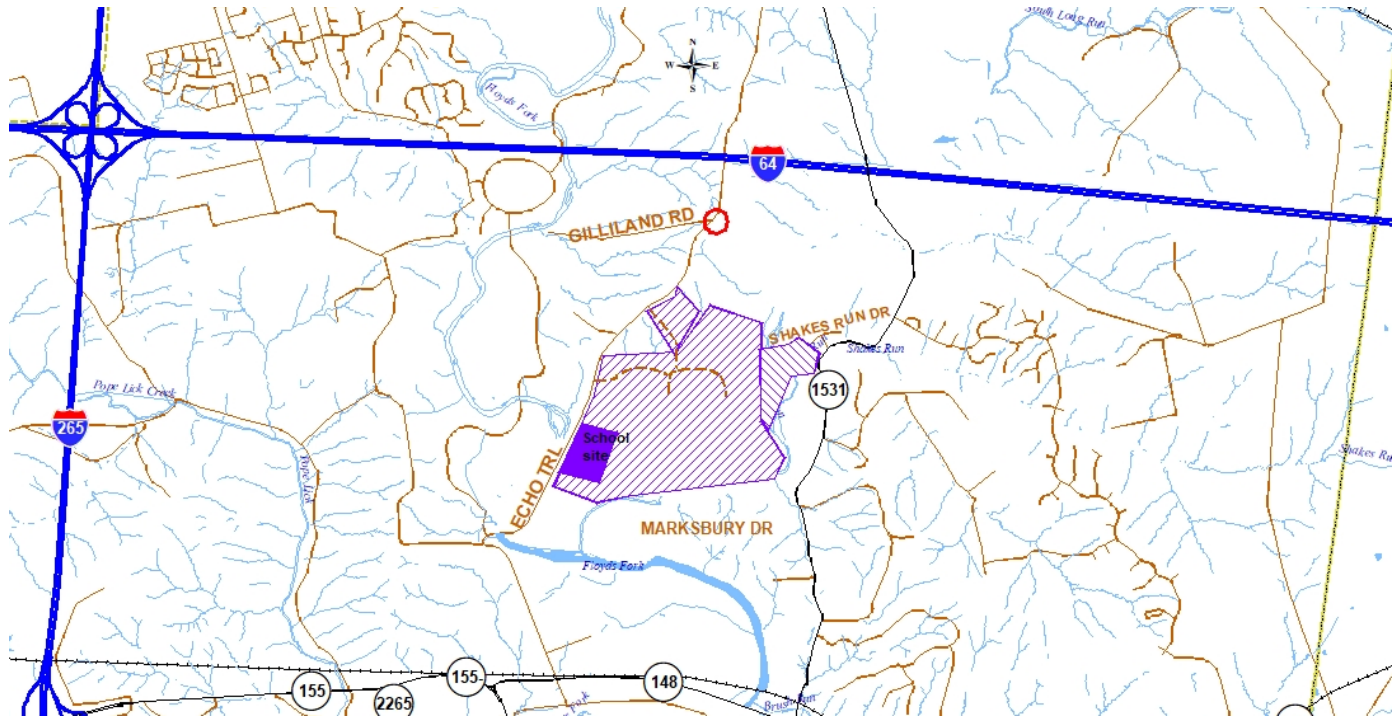 South Long Run
N
W E
S
Floyds Fork
64
GILLILAND RD
SHAKES RUN DR
Run
Shakes Run
1531
Pope Lick Creek
265
School
site
Shakes Ru
Pope Lick
ECHO TRL
MARKSBURY DR
Floyds Fork
155
155
148
2265
Brush Run